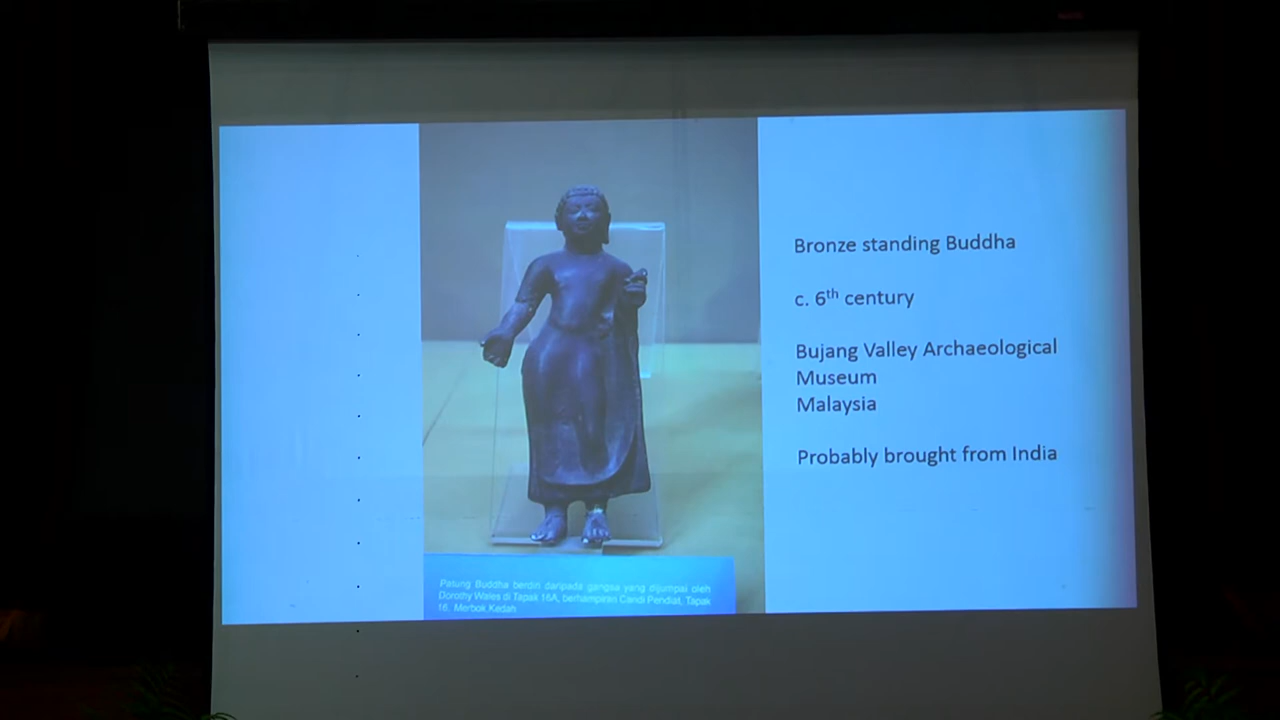 Bronze standing Buddha
c. 6th century
Bujang Valley Archaeological
Museum
Malaysia
Probably brought from India
Patung Buddha berdiri daripada gangsa yang dijumpai oleh
Dorothy Wales di Tapak 16A, berhampiran Candi Pendiat, Tapak
16, Merbok Kedah